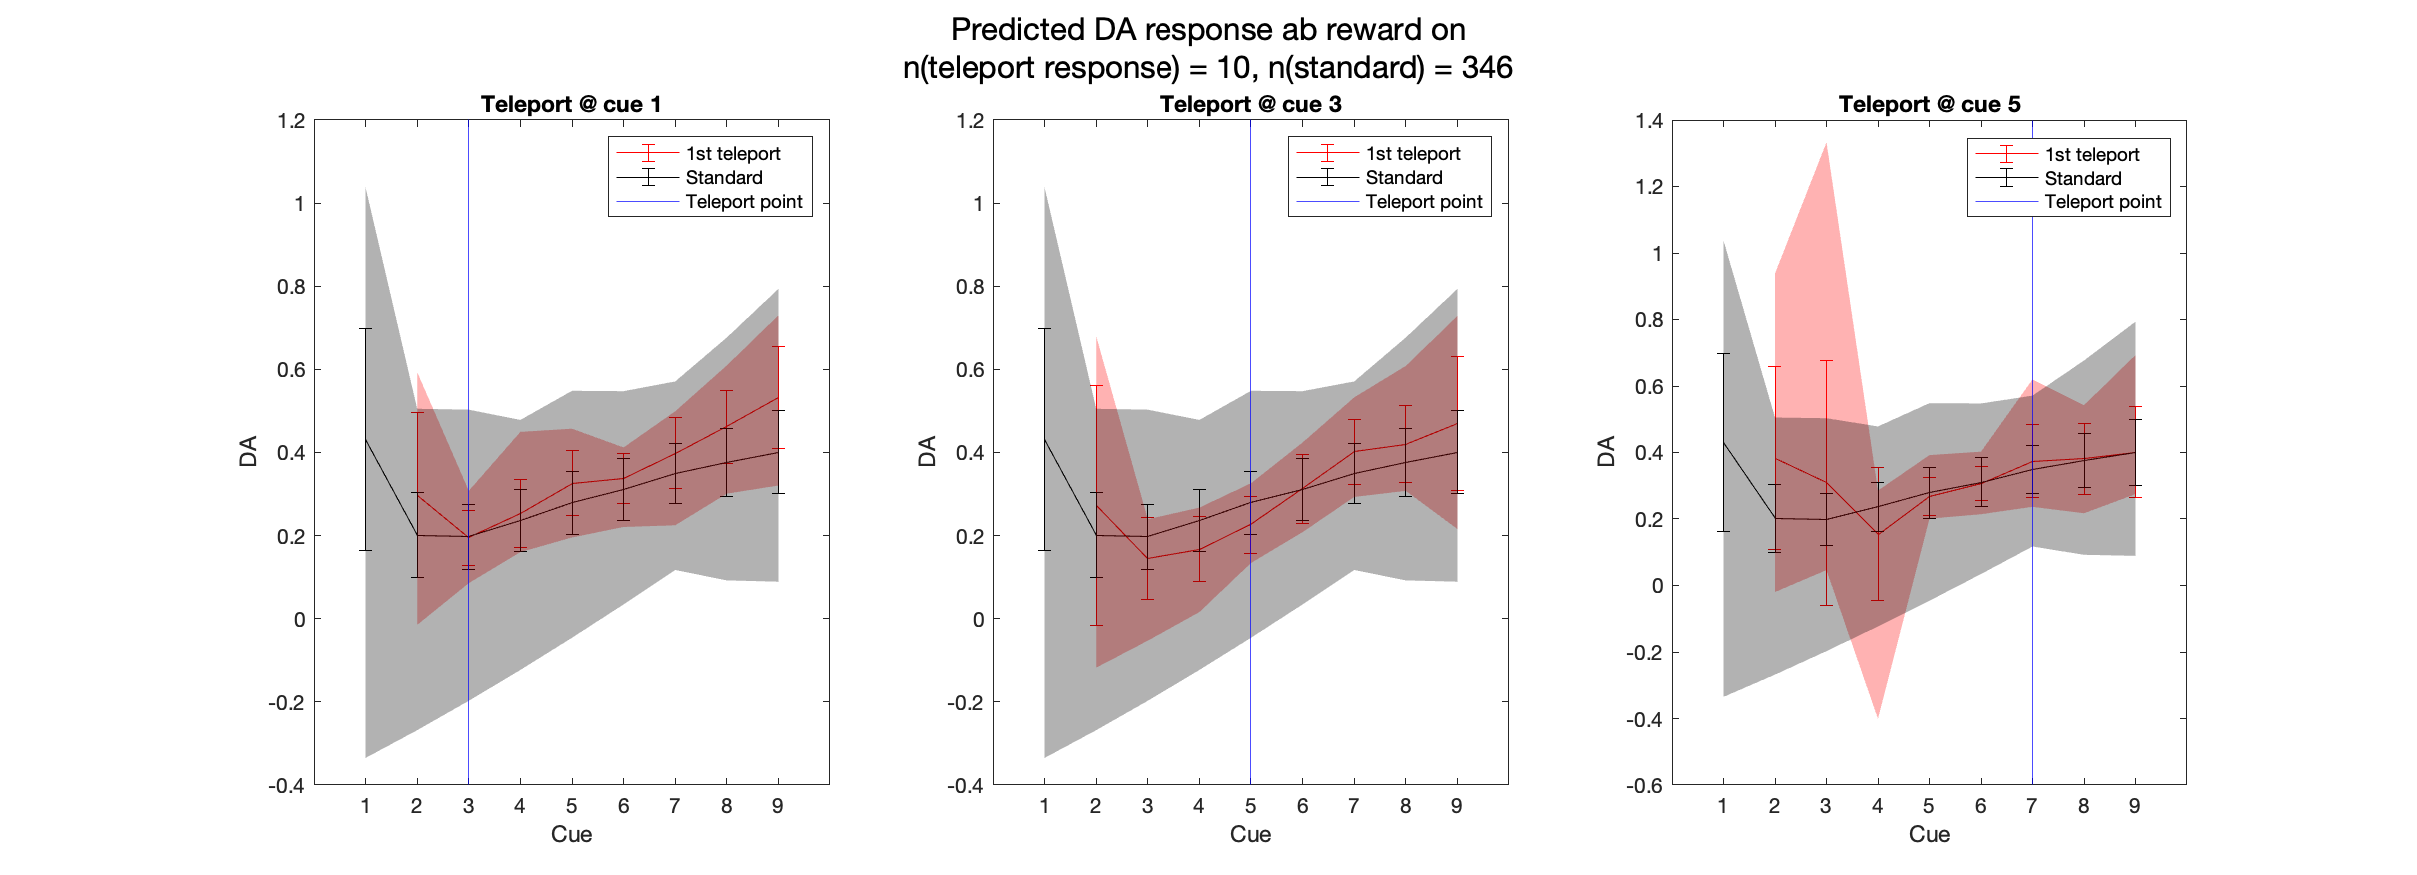 Predicted DA response ab reward on
n(teleport response) = 10, n(standard) = 346
Teleport @ cue 1
1.2
1
0.8
0.6
0.4
0.2
0
-0.2
-0.4
DA
1st teleport
Standard
Teleport point
1 2 3 4 5 6 7 8 9
Cue
Teleport @ cue 3
1.2
1
0.8
0.6
0.4
0.2
0
-0.2
-0.4
DA
1st teleport
Standard
Teleport point
1 2 3 4 5 6 7 8 9
Cue
Teleport @ cue 5
1.4
1.2
1
0.8
0.6
0.4
0.2
0
-0.2
-0.4
-0.6
DA
1st teleport
Standard
Teleport point
1 2 3 4 5 6 7 8 9
Cue